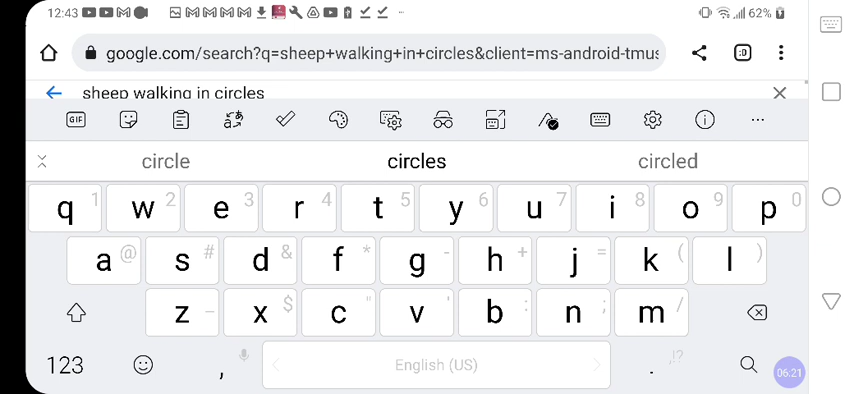 12:43 62%
google.com/search?q=sheep+walking+in+circles&client=ms-android-tmus
:D
sheep walking in circles
GIF
circle circles circled
q 1 w 2 e 3 r 4 t 5 y 6 u 7 i 8 o 9 p 0
a @ s # d & f * g - h + j = k ( l )
z _ x $ c " v ' b : n ; m /
123 , English (US) . ,!?
06:21